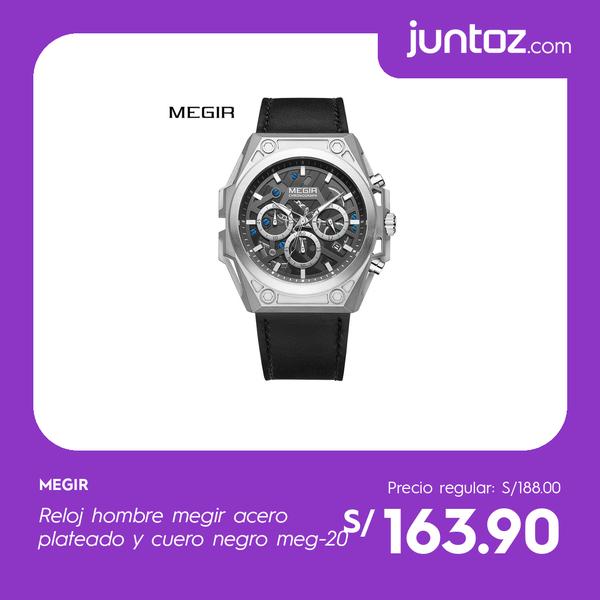 juntoz.com
MEGIR
MEGIR
CHRONOGRAPH
MEGIR
Precio regular: S/188.00
Reloj hombre megir acero
plateado y cuero negro meg-20
S/ 163.90